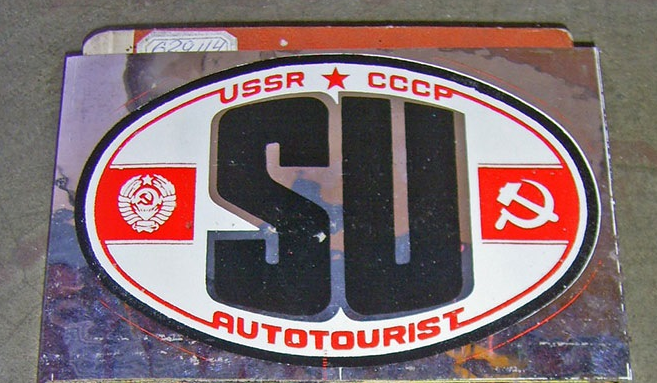 629114
USSR ★ CCCP
SU
AUTOTOURIST